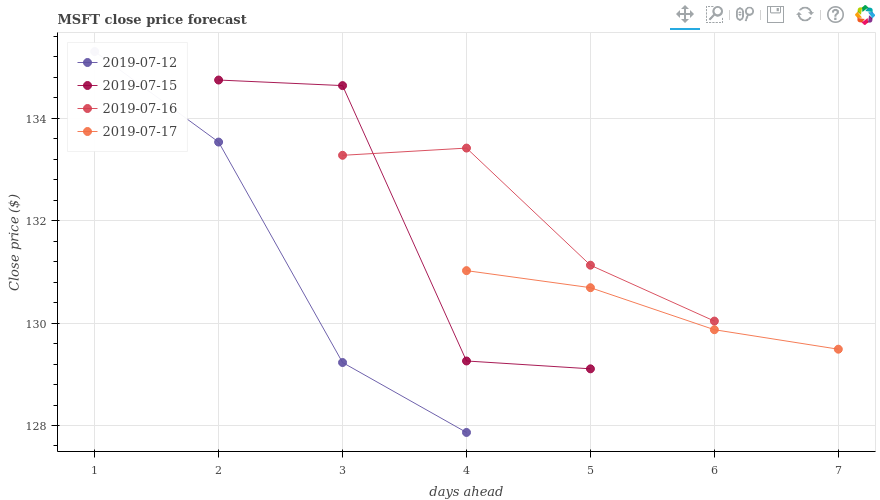 MSFT close price forecast
2019-07-12
2019-07-15
2019-07-16
2019-07-17
134
132
130
128
Close price ($)
1 2 3 4 5 6 7
days ahead